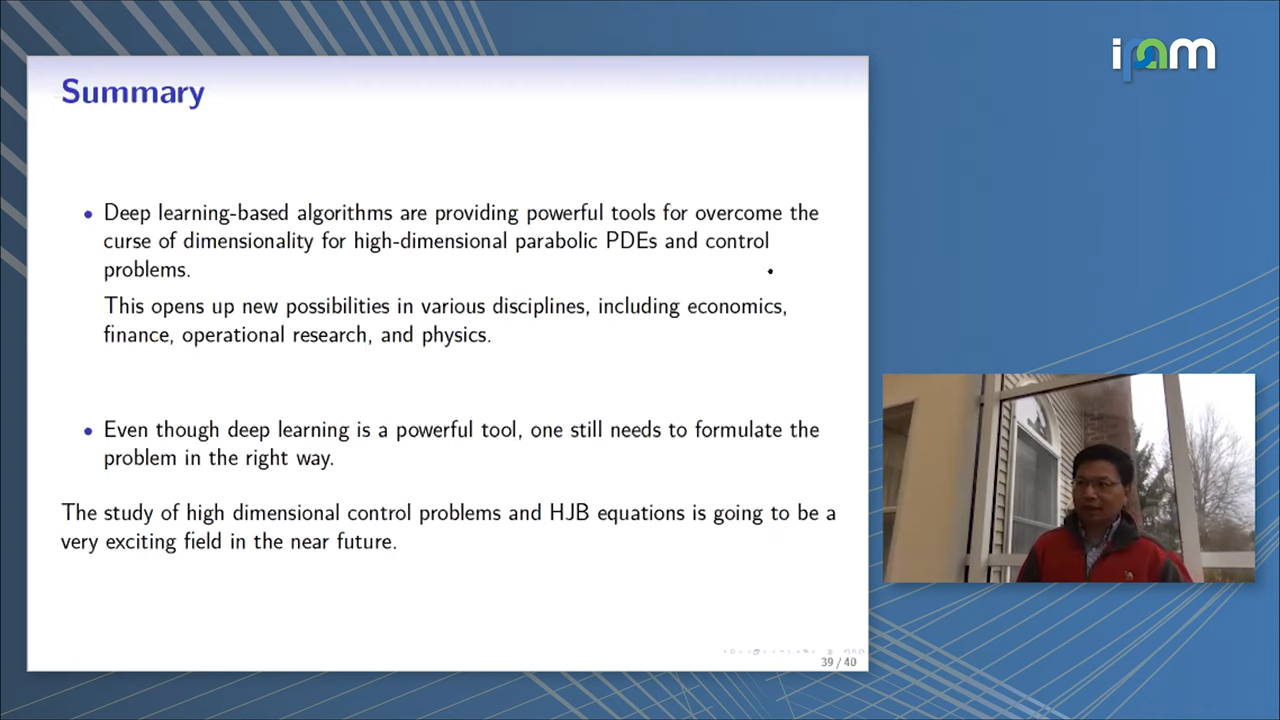 ipam
Summary
• Deep learning-based algorithms are providing powerful tools for overcome the
curse of dimensionality for high-dimensional parabolic PDEs and control
problems.
This opens up new possibilities in various disciplines, including economics,
finance, operational research, and physics.
• Even though deep learning is a powerful tool, one still needs to formulate the
problem in the right way.
The study of high dimensional control problems and HJB equations is going to be a
very exciting field in the near future.
39 / 40